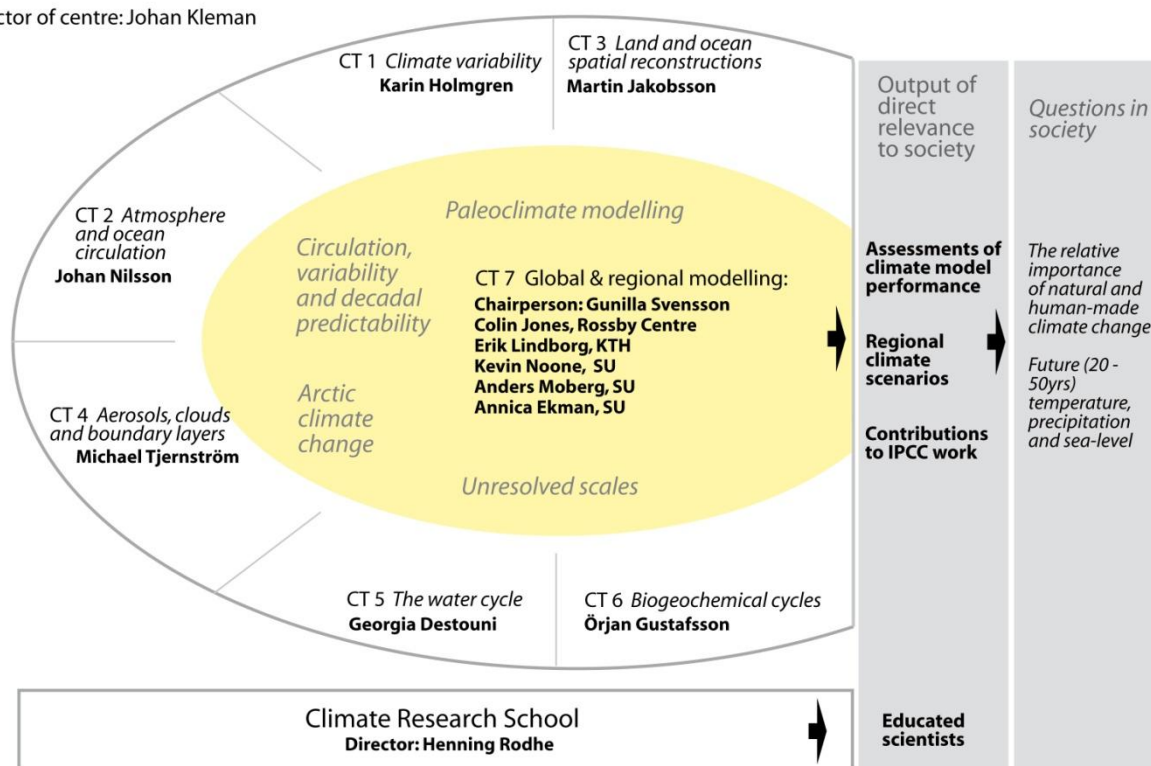 ctor of centre: Johan Kleman
CT 1 Climate variability
Karin Holmgren
CT 3 Land and ocean
spatial reconstructions
Martin Jakobsson
CT 2 Atmosphere
and ocean
circulation
Johan Nilsson
CT 4 Aerosols, clouds
and boundary layers
Michael Tjernström
Paleoclimate modelling
Circulation,
variability
and decadal
predictability
Arctic
climate
change
CT 7 Global & regional modelling:
Chairperson: Gunilla Svensson
Colin Jones, Rossby Centre
Erik Lindborg, KTH
Kevin Noone, SU
Anders Moberg, SU
Annica Ekman, SU
Unresolved scales
CT 5 The water cycle
Georgia Destouni
CT 6 Biogeochemical cycles
Örjan Gustafsson
Output of
direct
relevance
to society
Assessments of
climate model
performance
Regional
climate
scenarios
Contributions
to IPCC work
Questions in
society
The relative
importance
of natural and
human-made
climate change
Future (20 -
50yrs)
temperature,
precipitation
and sea-level
Climate Research School
Director: Henning Rodhe
Educated
scientists